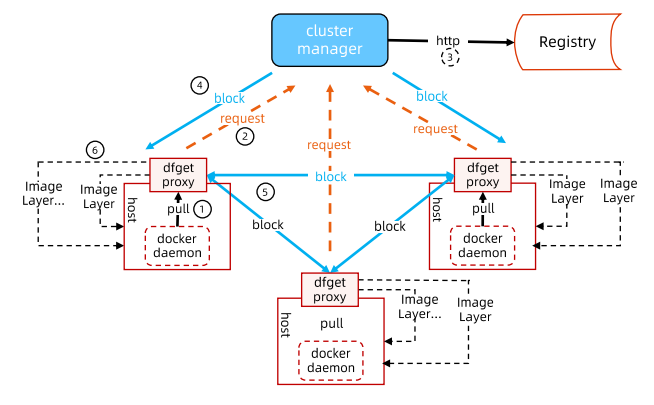 cluster
manager
http
③
Registry
④
block
block
request
②
request
request
⑥
dfget
proxy
dfget
proxy
block
Image
Layer...
Image
Layer
host
pull
①
docker
daemon
⑤
block
block
host
pull
docker
daemon
Image
Layer
Image
Layer
dfget
proxy
host
pull
docker
daemon
Image
Layer...
Image
Layer